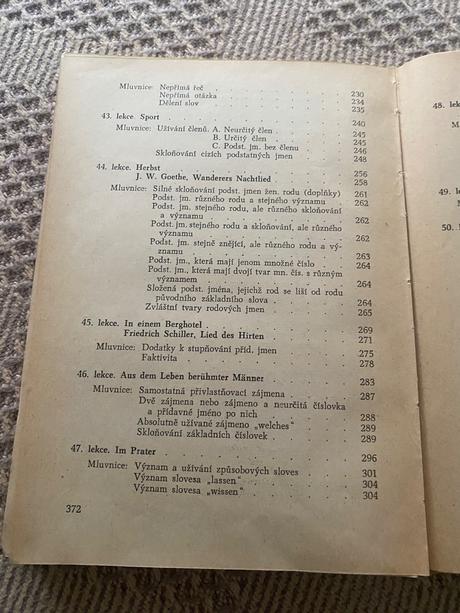 Mluvnice: Nepřímá řeč . . . . . . . . . 230
Nepřímá otázka . . . . . . . . . 234
Dělení slov . . . . . . . . . 235
43. lekce. Sport . . . . . . . . . 240
Mluvnice: Užívání členů. A. Neurčitý člen . . . . 245
B. Určitý člen . . . . 245
C. Podst. jm. bez členu . . . . 246
Skloňování cizích podstatných jmen . . . . 248
44. lekce. Herbst . . . . . . . . . 256
J. W. Goethe, Wanderers Nachtlied . . . . 258
Mluvnice: Silné skloňování podst. jmen žen. rodu (doplňky) 261
Podst. jm. různého rodu a stejného významu . 262
Podst. jm. stejného rodu, ale různého skloňování
a významu . . . . . . . . . 262
Podst. jm. stejného rodu a skloňování, ale různého
významu . . . . . . . . . 262
Podst. jm. stejně znějící, ale různého rodu a vý-
znamu . . . . . . . . . 263
Podst. jm., která mají jenom množné číslo . . 264
Podst. jm., která mají dvojí tvar mn. čís. s různým
významem . . . . . . . . . 264
Složená podst. jména, jejichž rod se liší od rodu
původního základního slova . . . . 264
Zvláštní tvary rodových jmen . . . . 265
45. lekce. In einem Berghotel . . . . . . 269
Friedrich Schiller, Lied des Hirten . . . . 271
Mluvnice: Dodatky k stupňování příd. jmen . . . 275
Faktivita . . . . . . . . . 278
46. lekce. Aus dem Leben berühmter Männer . . . 283
Mluvnice: Samostatná přivlastňovací zájmena . . . 287
Dvě zájmena nebo zájmeno a neurčitá číslovka
a přídavné jméno po nich . . . . 288
Absolutně užívané zájmeno „welches“ . . . 289
Skloňování základních číslovek . . . . 289
47. lekce. Im Prater . . . . . . . . . 296
Mluvnice: Význam a užívání způsobových sloves . . 301
Význam slovesa „lassen“ . . . . . 304
Význam slovesa „wissen“ . . . . . 304
372
48. lekc
49. lekc
50. l